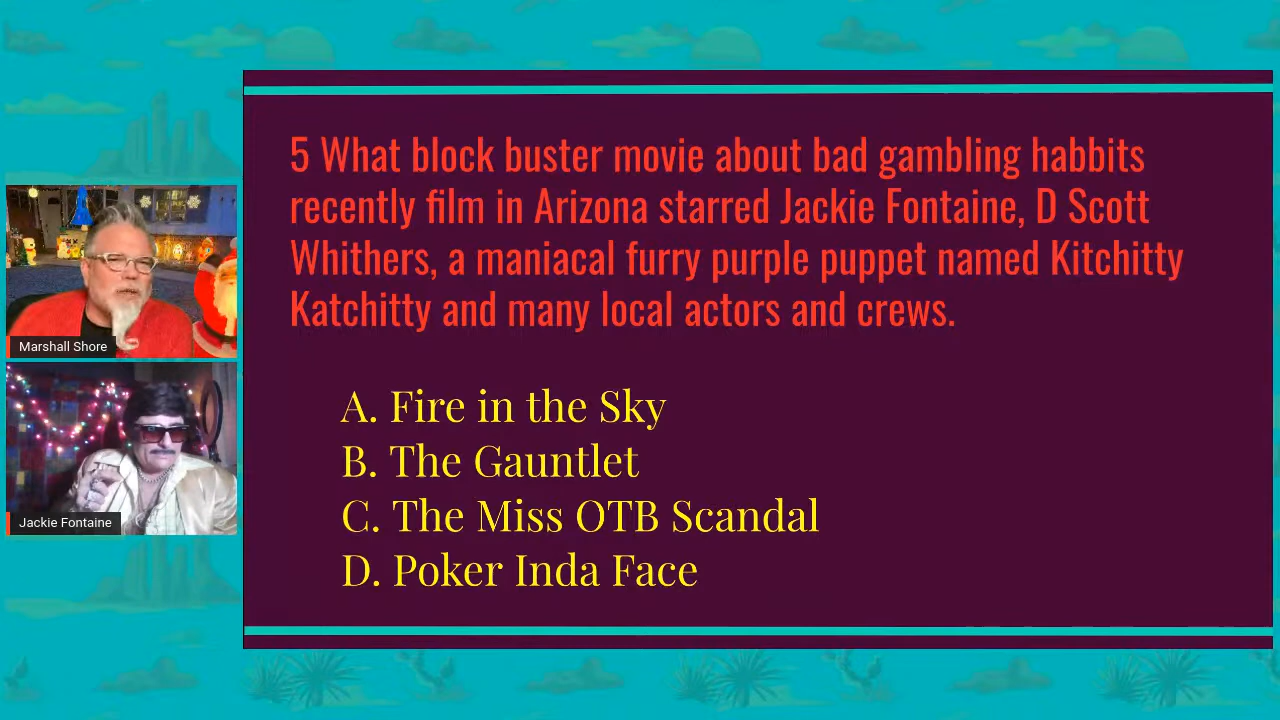 5 What block buster movie about bad gambling habbits
recently film in Arizona starred Jackie Fontaine, D Scott
Whithers, a maniacal furry purple puppet named Kitchitty
Katchitty and many local actors and crews.
A. Fire in the Sky
B. The Gauntlet
C. The Miss OTB Scandal
D. Poker Inda Face
Marshall Shore
Jackie Fontaine